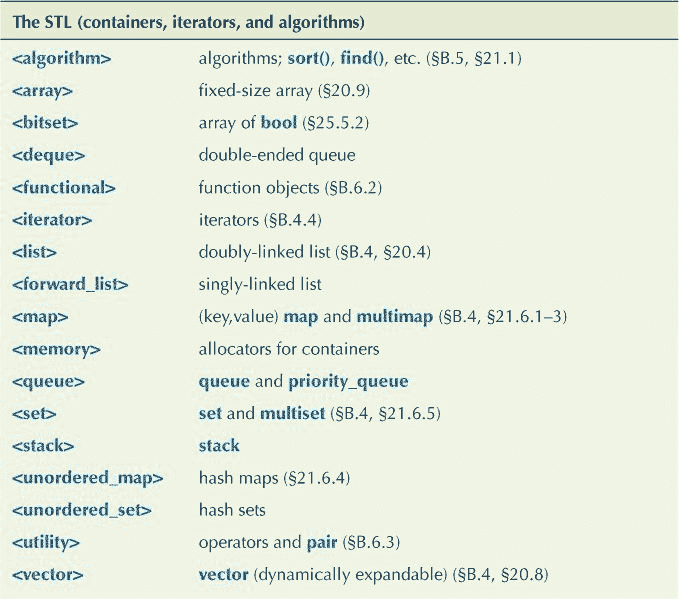 The STL (containers, iterators, and algorithms)
<algorithm> algorithms; sort(), find(), etc. (§B.5, §21.1)
<array> fixed-size array (§20.9)
<bitset> array of bool (§25.5.2)
<deque> double-ended queue
<functional> function objects (§B.6.2)
<iterator> iterators (§B.4.4)
<list> doubly-linked list (§B.4, §20.4)
<forward_list> singly-linked list
<map> (key,value) map and multimap (§B.4, §21.6.1–3)
<memory> allocators for containers
<queue> queue and priority_queue
<set> set and multiset (§B.4, §21.6.5)
<stack> stack
<unordered_map> hash maps (§21.6.4)
<unordered_set> hash sets
<utility> operators and pair (§B.6.3)
<vector> vector (dynamically expandable) (§B.4, §20.8)